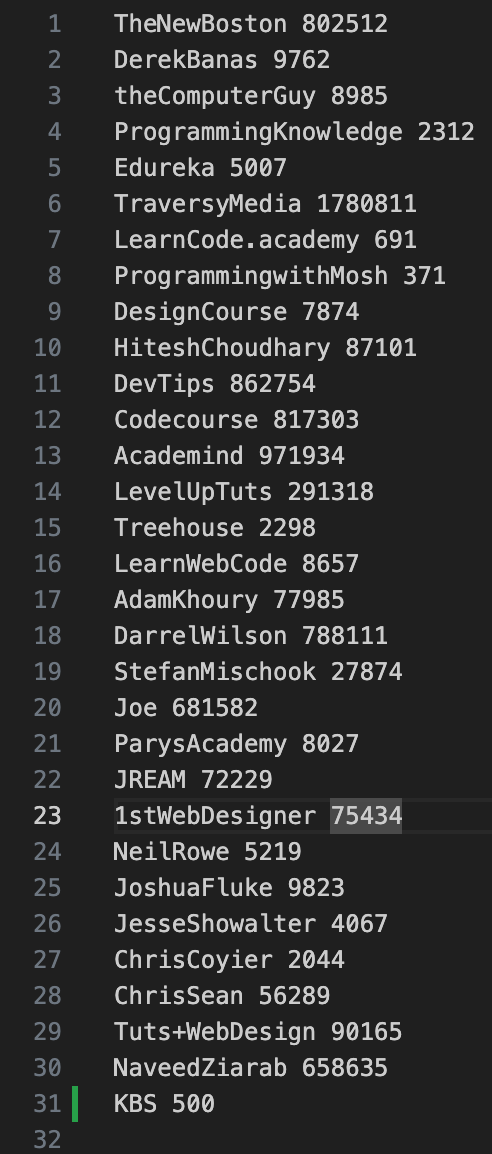 1 TheNewBoston 802512
2 DerekBanas 9762
3 theComputerGuy 8985
4 ProgrammingKnowledge 2312
5 Edureka 5007
6 TraversyMedia 1780811
7 LearnCode.academy 691
8 ProgrammingwithMosh 371
9 DesignCourse 7874
10 HiteshChoudhary 87101
11 DevTips 862754
12 Codecourse 817303
13 Academind 971934
14 LevelUpTuts 291318
15 Treehouse 2298
16 LearnWebCode 8657
17 AdamKhoury 77985
18 DarrelWilson 788111
19 StefanMischook 27874
20 Joe 681582
21 ParysAcademy 8027
22 JREAM 72229
23 1stWebDesigner 75434
24 NeilRowe 5219
25 JoshuaFluke 9823
26 JesseShowalter 4067
27 ChrisCoyier 2044
28 ChrisSean 56289
29 Tuts+WebDesign 90165
30 NaveedZiarab 658635
31 KBS 500
32